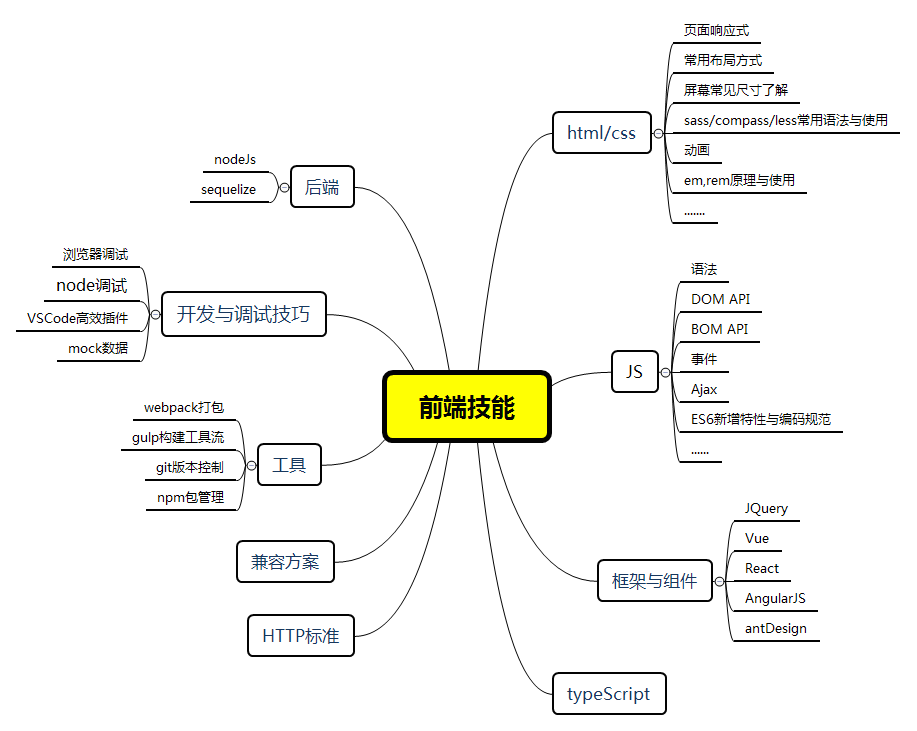 前端技能
html/css
页面响应式
常用布局方式
屏幕常见尺寸了解
sass/compass/less常用语法与使用
动画
em,rem原理与使用
.......
JS
语法
DOM API
BOM API
事件
Ajax
ES6新增特性与编码规范
......
框架与组件
JQuery
Vue
React
AngularJS
antDesign
typeScript
后端
nodeJs
sequelize
开发与调试技巧
浏览器调试
node调试
VSCode高效插件
mock数据
工具
webpack打包
gulp构建工具流
git版本控制
npm包管理
兼容方案
HTTP标准